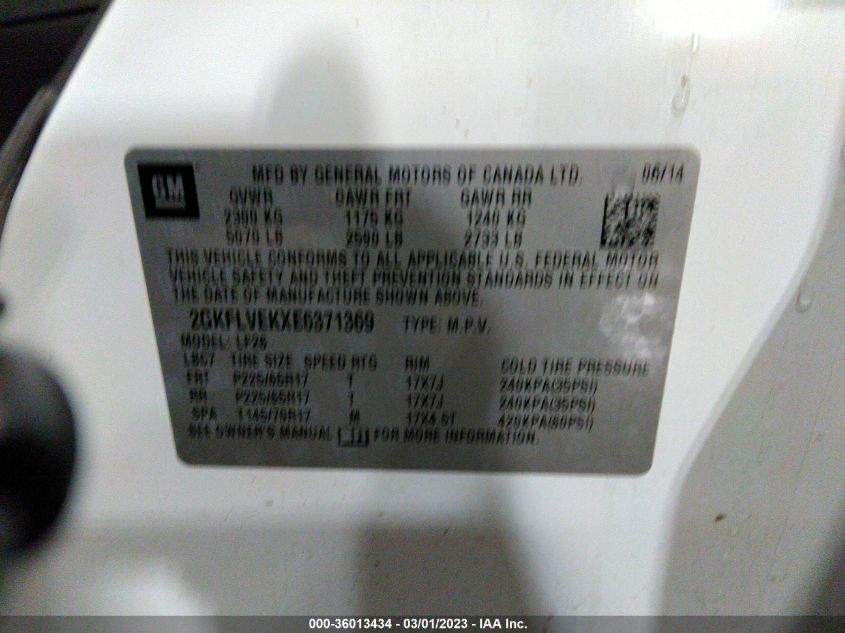 GM
MFD BY GENERAL MOTORS OF CANADA LTD. 06/14
GVWR GAWR FRT GAWR RR
2300 KG 1175 KG 1240 KG
5070 LB 2590 LB 2733 LB
THIS VEHICLE CONFORMS TO ALL APPLICABLE U.S. FEDERAL MOTOR
VEHICLE SAFETY AND THEFT PREVENTION STANDARDS IN EFFECT ON
THE DATE OF MANUFACTURE SHOWN ABOVE.
2GKFLVEKXE6371369 TYPE: M.P.V.
MODEL: LF26
L8C7 TIRE SIZE SPEED RTG RIM COLD TIRE PRESSURE
FRT P225/65R17 T 17X7J 240KPA(35PSI)
RR P225/65R17 T 17X7J 240KPA(35PSI)
SPA T145/70R17 M 17X4.5T 420KPA(60PSI)
SEE OWNER'S MANUAL FOR MORE INFORMATION.
000-36013434 - 03/01/2023 - IAA Inc.